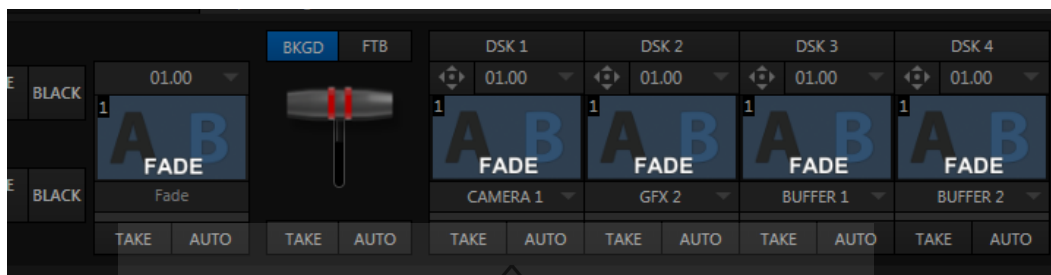 BKGD FTB DSK 1 DSK 2 DSK 3 DSK 4
E BLACK 01.00 01.00 01.00 01.00 01.00
1 A B FADE 1 A B FADE 1 A B FADE 1 A B FADE 1 A B FADE
E BLACK Fade CAMERA 1 GFX 2 BUFFER 1 BUFFER 2
TAKE AUTO TAKE AUTO TAKE AUTO TAKE AUTO TAKE AUTO TAKE AUTO